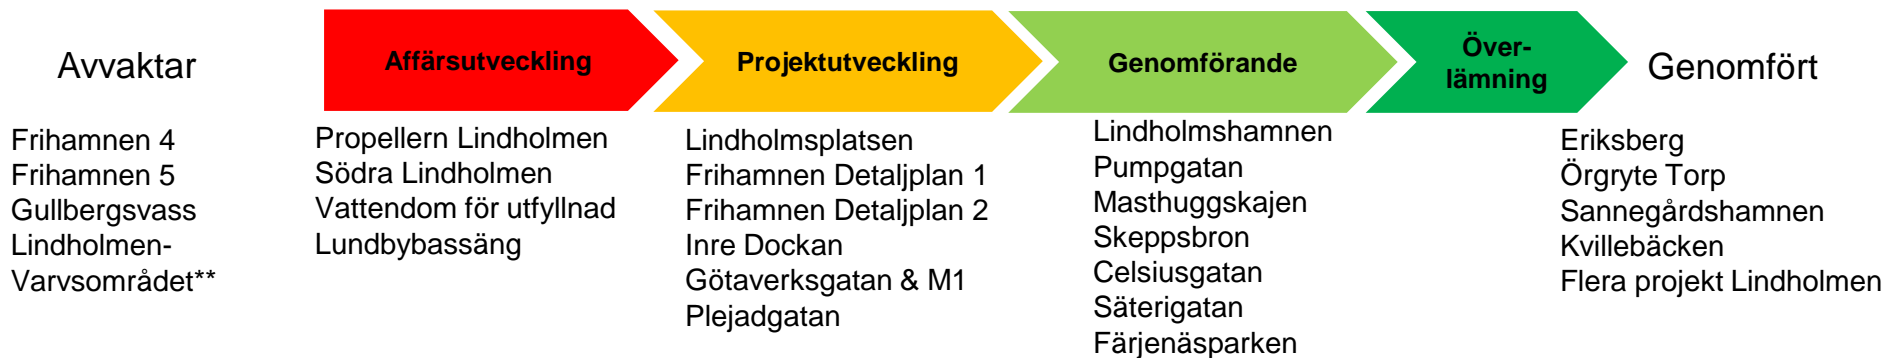 Avvaktar
Frihamnen 4
Frihamnen 5
Gullbergsvass
Lindholmen-
Varvsområdet**
Affärsutveckling
Propellern Lindholmen
Södra Lindholmen
Vattendom för utfyllnad
Lundbybassäng
Projektutveckling
Lindholmsplatsen
Frihamnen Detaljplan 1
Frihamnen Detaljplan 2
Inre Dockan
Götaverksgatan & M1
Plejadgatan
Genomförande
Lindholmshamnen
Pumpgatan
Masthuggskajen
Skeppsbron
Celsiusgatan
Säterigatan
Färjenäsparken
Över-
lämning
Genomfört
Eriksberg
Örgryte Torp
Sannegårdshamnen
Kvillebäcken
Flera projekt Lindholmen